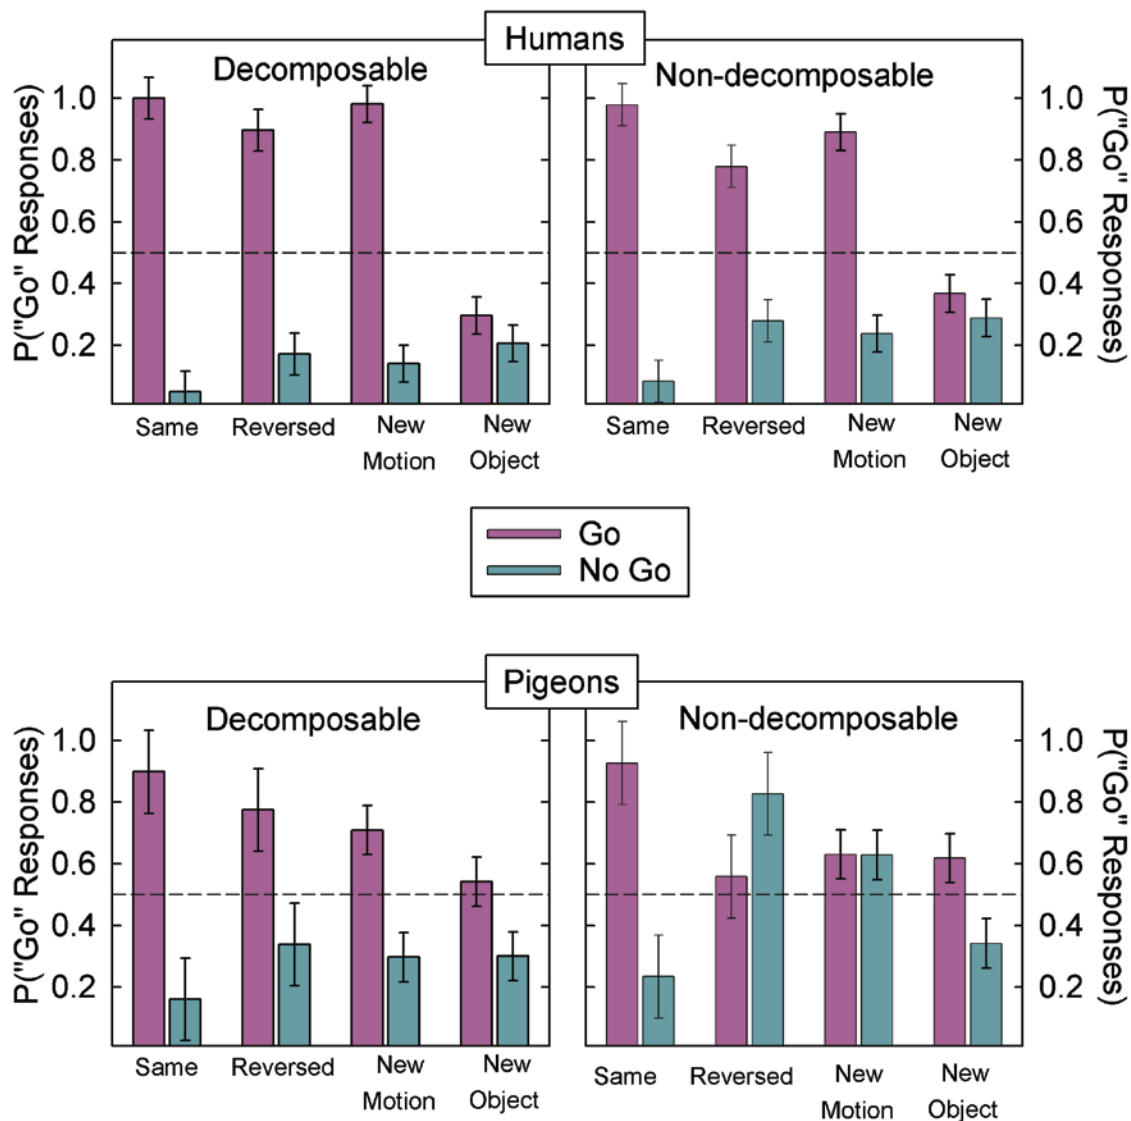 Humans
Decomposable
Non-decomposable
P("Go" Responses)
1.0
0.8
0.6
0.4
0.2
1.0
0.8
0.6
0.4
0.2
P("Go" Responses)
Same
Reversed
New
Motion
New
Object
Same
Reversed
New
Motion
New
Object
Go
No Go
Pigeons
Decomposable
Non-decomposable
P("Go" Responses)
1.0
0.8
0.6
0.4
0.2
1.0
0.8
0.6
0.4
0.2
P("Go" Responses)
Same
Reversed
New
Motion
New
Object
Same
Reversed
New
Motion
New
Object